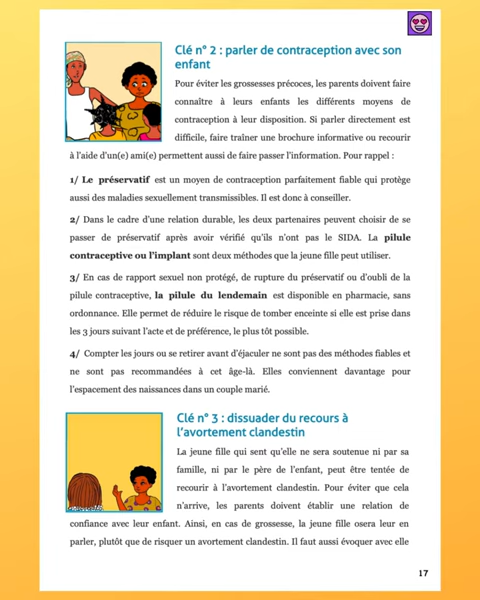 Clé n° 2 : parler de contraception avec son
enfant
Pour éviter les grossesses précoces, les parents doivent faire
connaître à leurs enfants les différents moyens de
contraception à leur disposition. Si parler directement est
difficile, faire traîner une brochure informative ou recourir
à l'aide d'un(e) ami(e) permettent aussi de faire passer l'information. Pour rappel :
1/ Le préservatif est un moyen de contraception parfaitement fiable qui protège
aussi des maladies sexuellement transmissibles. Il est donc à conseiller.
2/ Dans le cadre d'une relation durable, les deux partenaires peuvent choisir de se
passer de préservatif après avoir vérifié qu'ils n'ont pas le SIDA. La pilule
contraceptive ou l'implant sont deux méthodes que la jeune fille peut utiliser.
3/ En cas de rapport sexuel non protégé, de rupture du préservatif ou d'oubli de la
pilule contraceptive, la pilule du lendemain est disponible en pharmacie, sans
ordonnance. Elle permet de réduire le risque de tomber enceinte si elle est prise dans
les 3 jours suivant l'acte et de préférence, le plus tôt possible.
4/ Compter les jours ou se retirer avant d'éjaculer ne sont pas des méthodes fiables et
ne sont pas recommandées à cet âge-là. Elles conviennent davantage pour
l'espacement des naissances dans un couple marié.
Clé n° 3 : dissuader du recours à
l'avortement clandestin
La jeune fille qui sent qu'elle ne sera soutenue ni par sa
famille, ni par le père de l'enfant, peut être tentée de
recourir à l'avortement clandestin. Pour éviter que cela
n'arrive, les parents doivent établir une relation de
confiance avec leur enfant. Ainsi, en cas de grossesse, la jeune fille osera leur en
parler, plutôt que de risquer un avortement clandestin. Il faut aussi évoquer avec elle
17